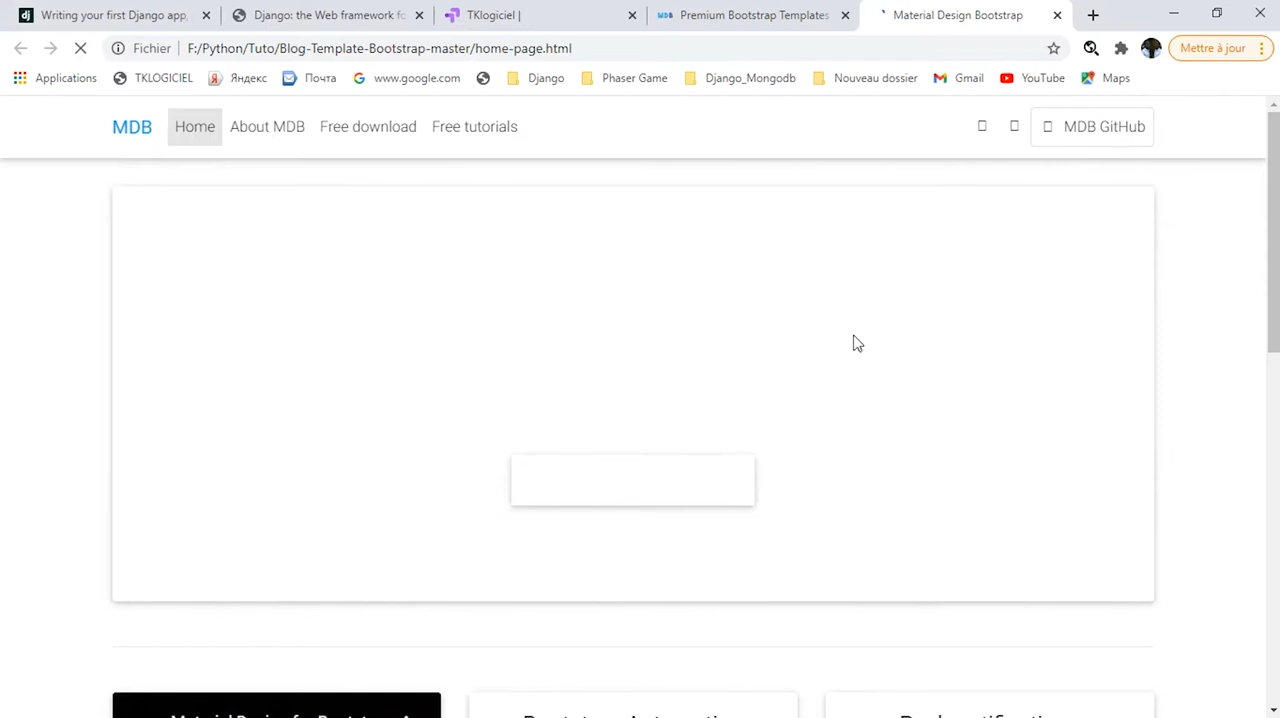 Writing your first Django app, Django: the Web framework fo TKlogiciel | Premium Bootstrap Templates Material Design Bootstrap
Fichier F:/Python/Tuto/Blog-Template-Bootstrap-master/home-page.html Mettre à jour
Applications TKLOGICIEL Яндекс Почта www.google.com Django Phaser Game Django_Mongodb Nouveau dossier Gmail YouTube Maps
MDB Home About MDB Free download Free tutorials MDB GitHub